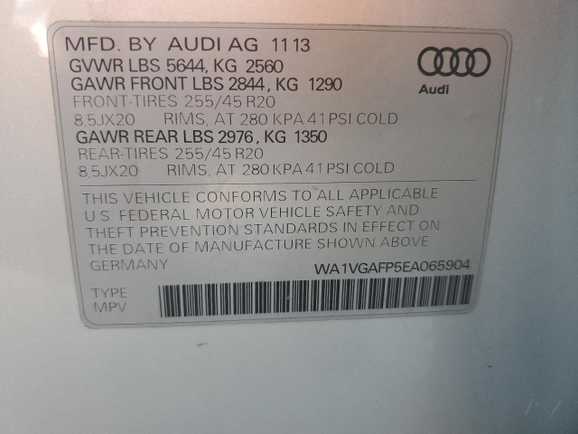 MFD. BY AUDI AG 11 13
GVWR LBS 5644, KG 2560
GAWR FRONT LBS 2844, KG 1290
FRONT-TIRES 255/45 R20
8,5JX20 RIMS, AT 280 KPA 41 PSI COLD
GAWR REAR LBS 2976, KG 1350
REAR-TIRES 255/45 R20
8,5JX20 RIMS, AT 280 KPA 41 PSI COLD
Audi
THIS VEHICLE CONFORMS TO ALL APPLICABLE
U.S. FEDERAL MOTOR VEHICLE SAFETY AND
THEFT PREVENTION STANDARDS IN EFFECT ON
THE DATE OF MANUFACTURE SHOWN ABOVE
GERMANY WA1VGAFP5EA065904
TYPE
MPV